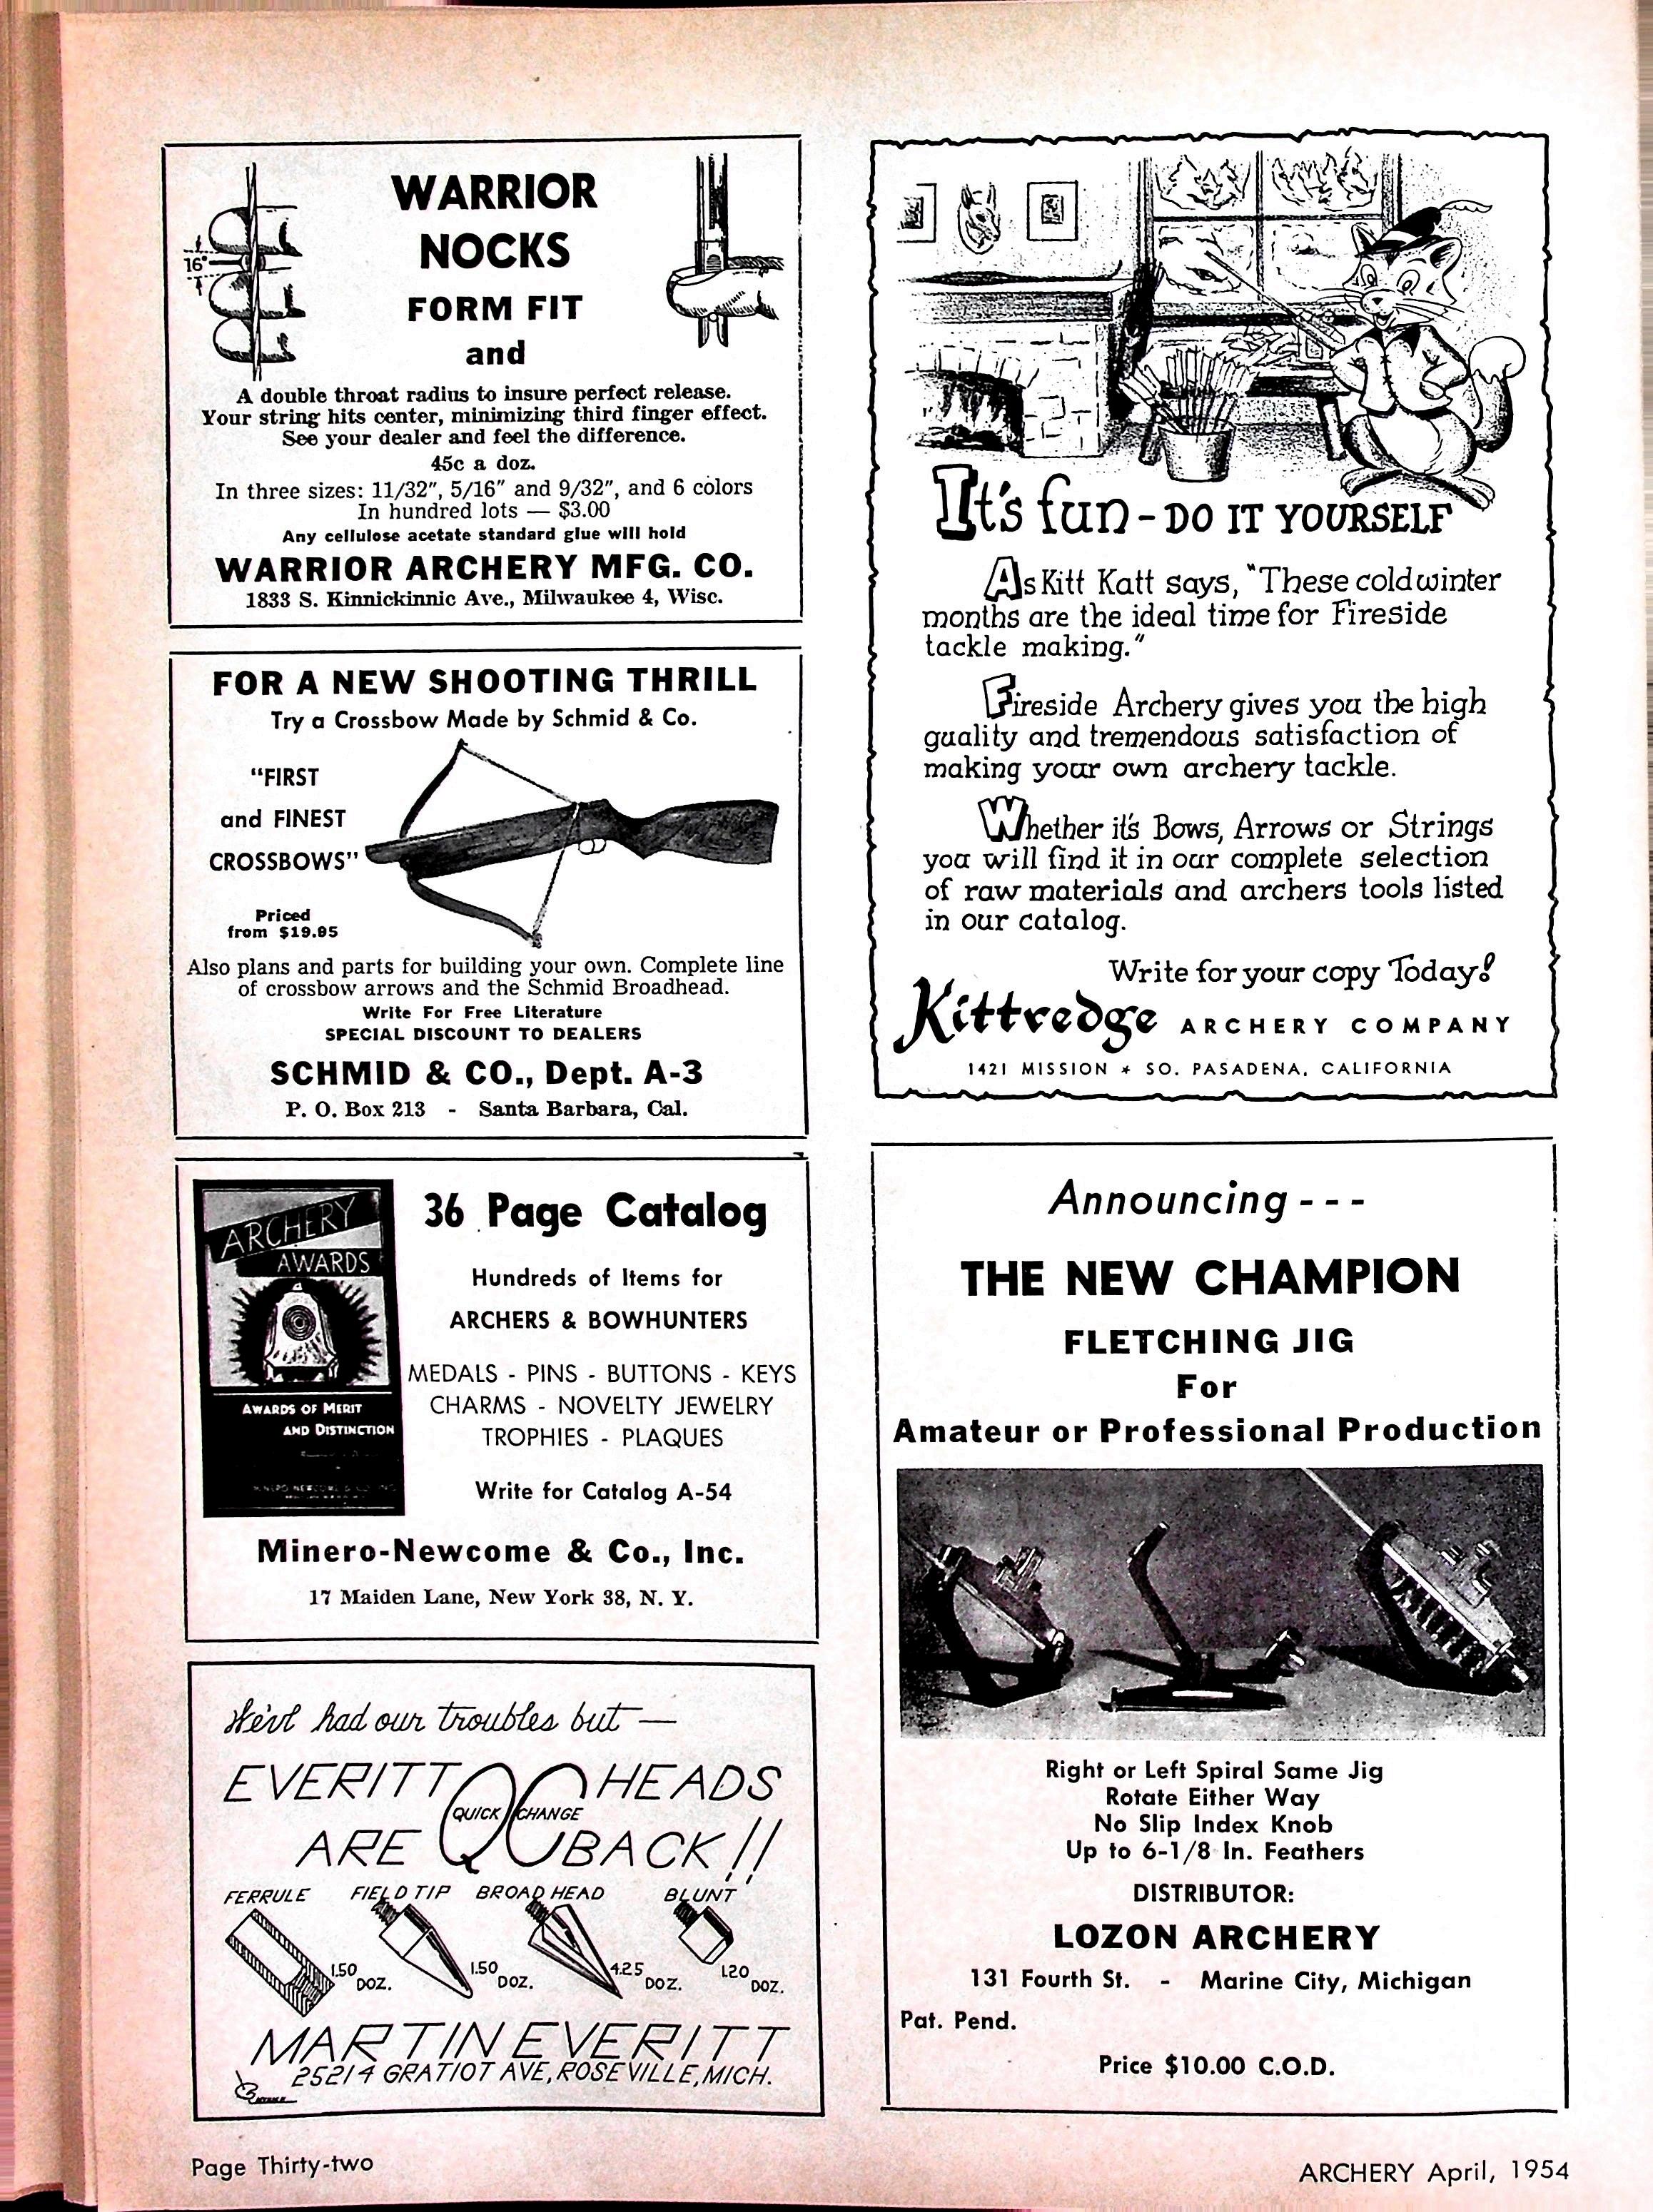 WARRIOR
NOCKS
FORM FIT
and
16"
A double throat radius to insure perfect release.
Your string hits center, minimizing third finger effect.
See your dealer and feel the difference.
45c a doz.
In three sizes: 11/32", 5/16" and 9/32", and 6 colors
In hundred lots — $3.00
Any cellulose acetate standard glue will hold
WARRIOR ARCHERY MFG. CO.
1833 S. Kinnickinnic Ave., Milwaukee 4, Wisc.
FOR A NEW SHOOTING THRILL
Try a Crossbow Made by Schmid & Co.
"FIRST
and FINEST
CROSSBOWS"
Priced
from $19.95
Also plans and parts for building your own. Complete line
of crossbow arrows and the Schmid Broadhead.
Write For Free Literature
SPECIAL DISCOUNT TO DEALERS
SCHMID & CO., Dept. A-3
P. O. Box 213 - Santa Barbara, Cal.
ARCHERY
AWARDS
AWARDS OF MERIT
AND DISTINCTION
36 Page Catalog
Hundreds of Items for
ARCHERS & BOWHUNTERS
MEDALS - PINS - BUTTONS - KEYS
CHARMS - NOVELTY JEWELRY
TROPHIES - PLAQUES
Write for Catalog A-54
Minero-Newcome & Co., Inc.
17 Maiden Lane, New York 38, N. Y.
We've had our troubles but —
EVERITT QC HEADS
QUICK CHANGE
ARE BACK!!
FERRULE FIELD TIP BROAD HEAD BLUNT
1.50 DOZ. 1.50 DOZ. 4.25 DOZ. 1.20 DOZ.
MARTIN EVERITT
25214 GRATIOT AVE, ROSEVILLE, MICH.
It's fun - DO IT YOURSELF
As Kitt Katt says, "These cold winter
months are the ideal time for Fireside
tackle making."
Fireside Archery gives you the high
quality and tremendous satisfaction of
making your own archery tackle.
Whether it's Bows, Arrows or Strings
you will find it in our complete selection
of raw materials and archers tools listed
in our catalog.
Write for your copy Today!
Kittredge ARCHERY COMPANY
1421 MISSION * SO. PASADENA, CALIFORNIA
Announcing - - -
THE NEW CHAMPION
FLETCHING JIG
For
Amateur or Professional Production
Right or Left Spiral Same Jig
Rotate Either Way
No Slip Index Knob
Up to 6-1/8 In. Feathers
DISTRIBUTOR:
LOZON ARCHERY
131 Fourth St. - Marine City, Michigan
Pat. Pend.
Price $10.00 C.O.D.
Page Thirty-two
ARCHERY April, 1954